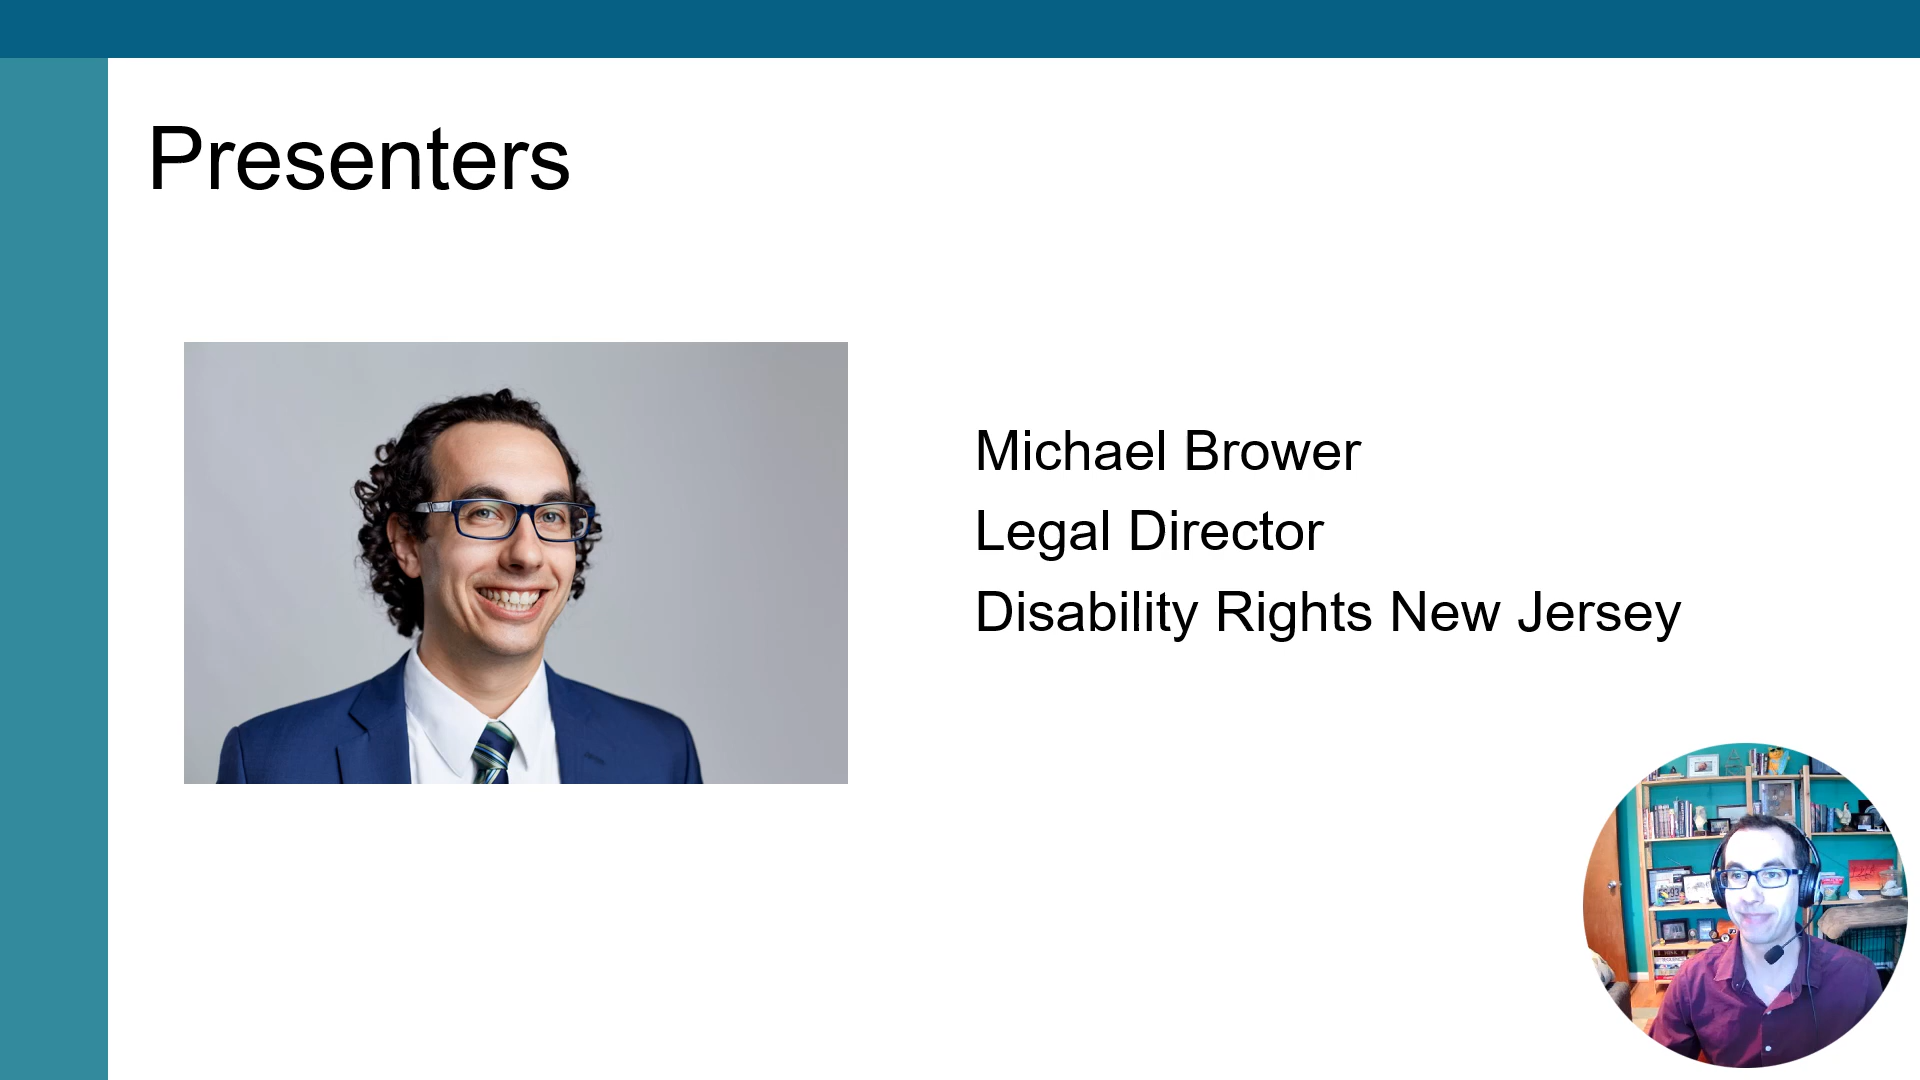 Presenters
Michael Brower
Legal Director
Disability Rights New Jersey